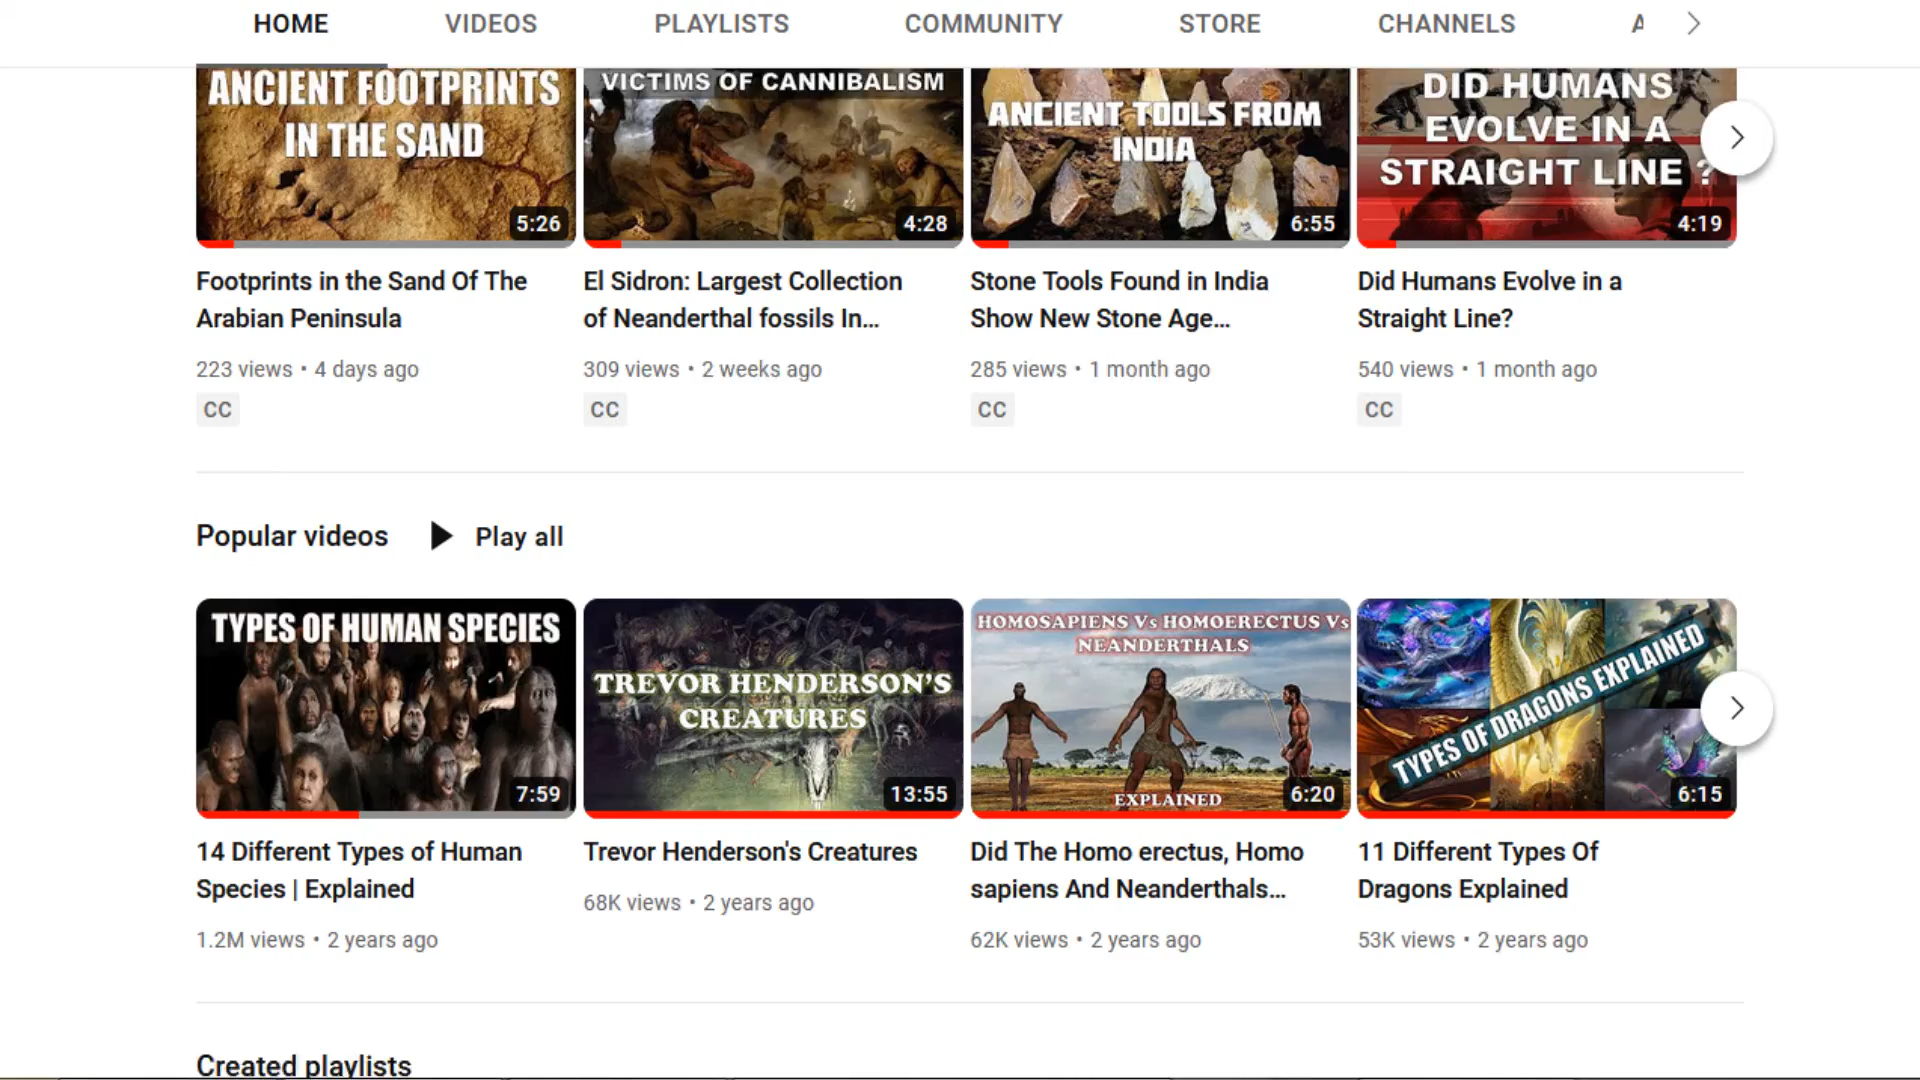 HOME VIDEOS PLAYLISTS COMMUNITY STORE CHANNELS
ANCIENT FOOTPRINTS
IN THE SAND
5:26
VICTIMS OF CANNIBALISM
4:28
ANCIENT TOOLS FROM
INDIA
6:55
DID HUMANS
EVOLVE IN A
STRAIGHT LINE ?
4:19
Footprints in the Sand Of The
Arabian Peninsula
223 views • 4 days ago
CC
El Sidron: Largest Collection
of Neanderthal fossils In...
309 views • 2 weeks ago
CC
Stone Tools Found in India
Show New Stone Age...
285 views • 1 month ago
CC
Did Humans Evolve in a
Straight Line?
540 views • 1 month ago
CC
Popular videos Play all
TYPES OF HUMAN SPECIES
7:59
TREVOR HENDERSON'S
CREATURES
13:55
HOMOSAPIENS Vs HOMOERECTUS Vs
NEANDERTHALS
EXPLAINED
6:20
TYPES OF DRAGONS EXPLAINED
6:15
14 Different Types of Human
Species | Explained
1.2M views • 2 years ago
Trevor Henderson's Creatures
68K views • 2 years ago
Did The Homo erectus, Homo
sapiens And Neanderthals...
62K views • 2 years ago
11 Different Types Of
Dragons Explained
53K views • 2 years ago
Created playlists